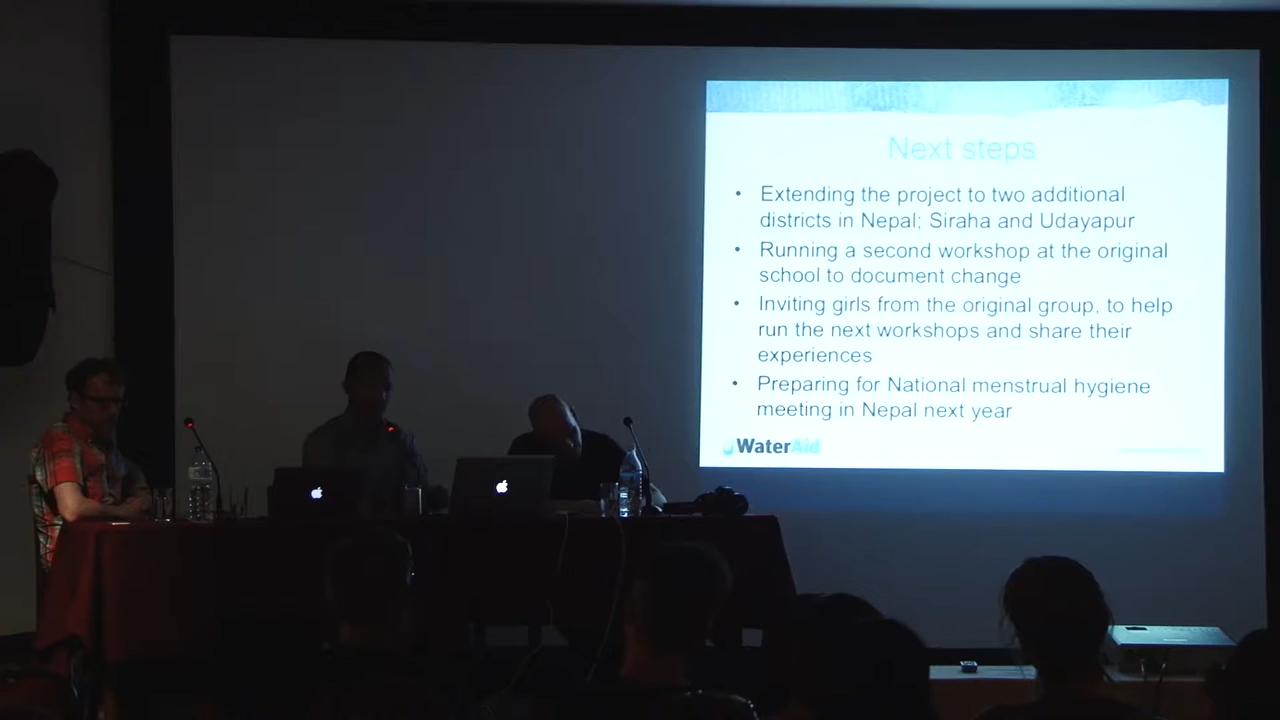 Next steps
• Extending the project to two additional
districts in Nepal; Siraha and Udayapur
• Running a second workshop at the original
school to document change
• Inviting girls from the original group, to help
run the next workshops and share their
experiences
• Preparing for National menstrual hygiene
meeting in Nepal next year
WaterAid